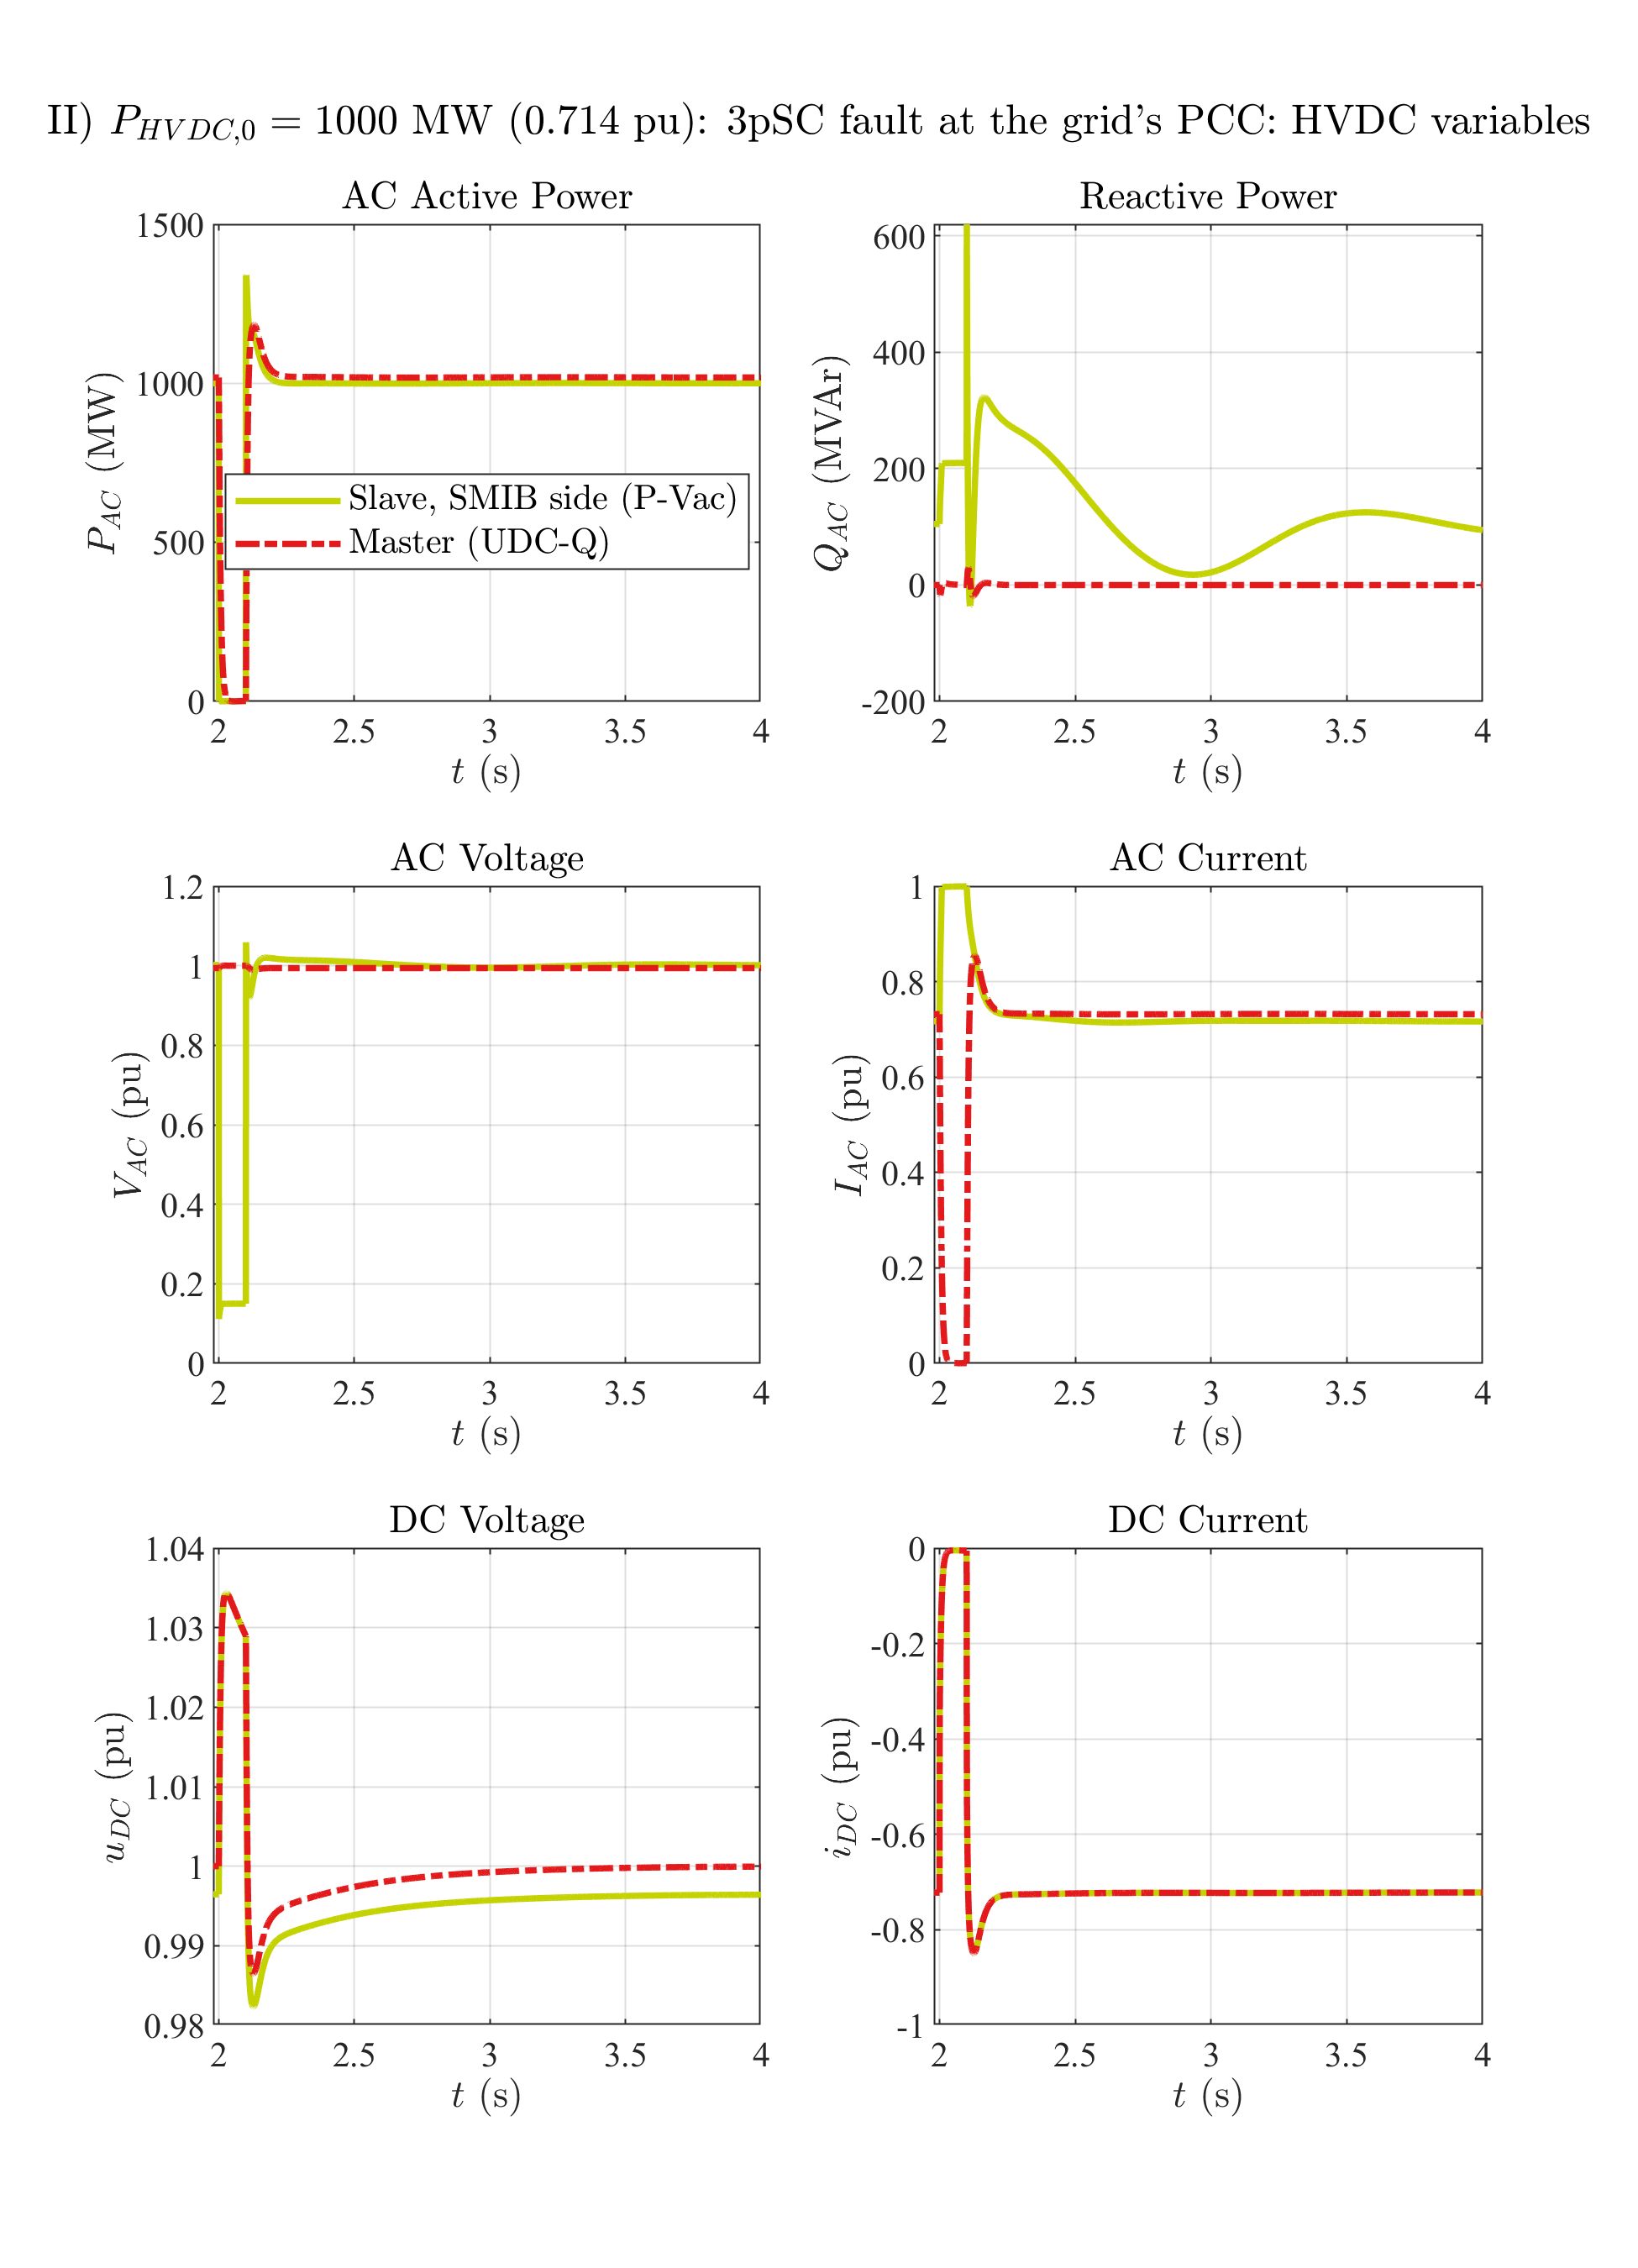 II) P_{HVDC,0} = 1000 MW (0.714 pu): 3pSC fault at the grid's PCC: HVDC variables
AC Active Power
1500
1000
500
0
P_{AC} (MW)
Slave, SMIB side (P-Vac)
Master (UDC-Q)
2 2.5 3 3.5 4
t (s)
Reactive Power
600
400
200
0
-200
Q_{AC} (MVAr)
2 2.5 3 3.5 4
t (s)
AC Voltage
1.2
1
0.8
0.6
0.4
0.2
0
V_{AC} (pu)
2 2.5 3 3.5 4
t (s)
AC Current
1
0.8
0.6
0.4
0.2
0
I_{AC} (pu)
2 2.5 3 3.5 4
t (s)
DC Voltage
1.04
1.03
1.02
1.01
1
0.99
0.98
u_{DC} (pu)
2 2.5 3 3.5 4
t (s)
DC Current
0
-0.2
-0.4
-0.6
-0.8
-1
i_{DC} (pu)
2 2.5 3 3.5 4
t (s)